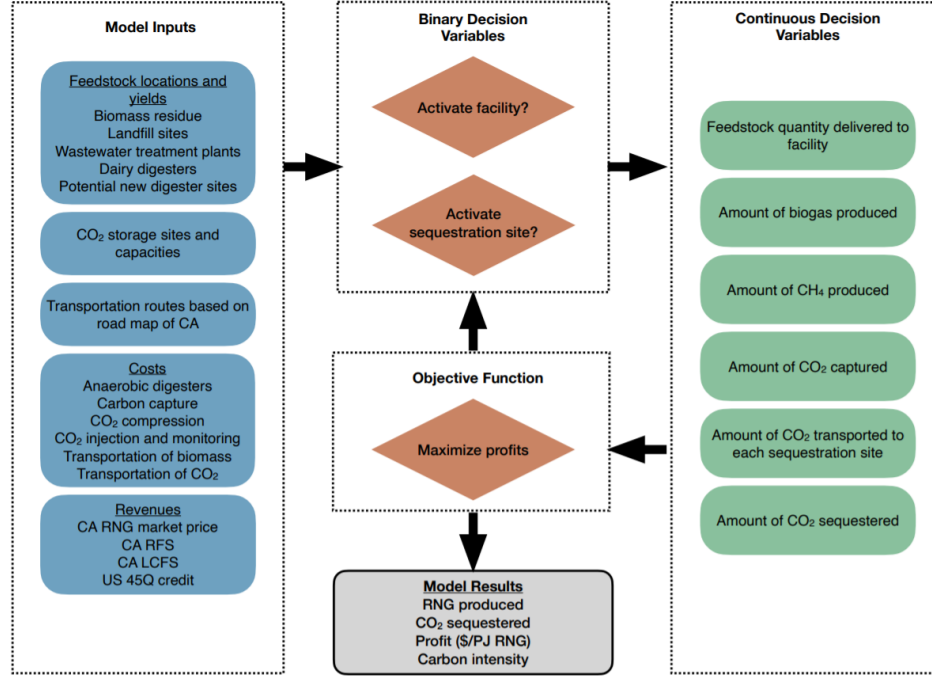 Model Inputs
Feedstock locations and
yields
Biomass residue
Landfill sites
Wastewater treatment plants
Dairy digesters
Potential new digester sites
CO₂ storage sites and
capacities
Transportation routes based on
road map of CA
Costs
Anaerobic digesters
Carbon capture
CO₂ compression
CO₂ injection and monitoring
Transportation of biomass
Transportation of CO₂
Revenues
CA RNG market price
CA RFS
CA LCFS
US 45Q credit
Binary Decision
Variables
Activate facility?
Activate
sequestration site?
Objective Function
Maximize profits
Model Results
RNG produced
CO₂ sequestered
Profit ($/PJ RNG)
Carbon intensity
Continuous Decision
Variables
Feedstock quantity delivered to
facility
Amount of biogas produced
Amount of CH₄ produced
Amount of CO₂ captured
Amount of CO₂ transported to
each sequestration site
Amount of CO₂ sequestered